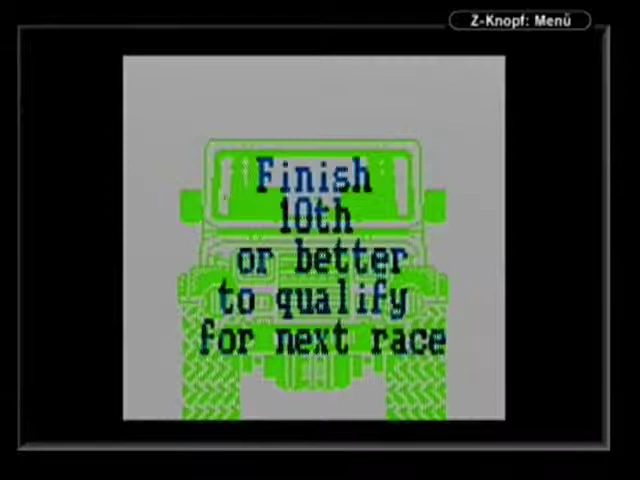 Z-Knopf: Menü
Finish
10th
or better
to qualify
for next race